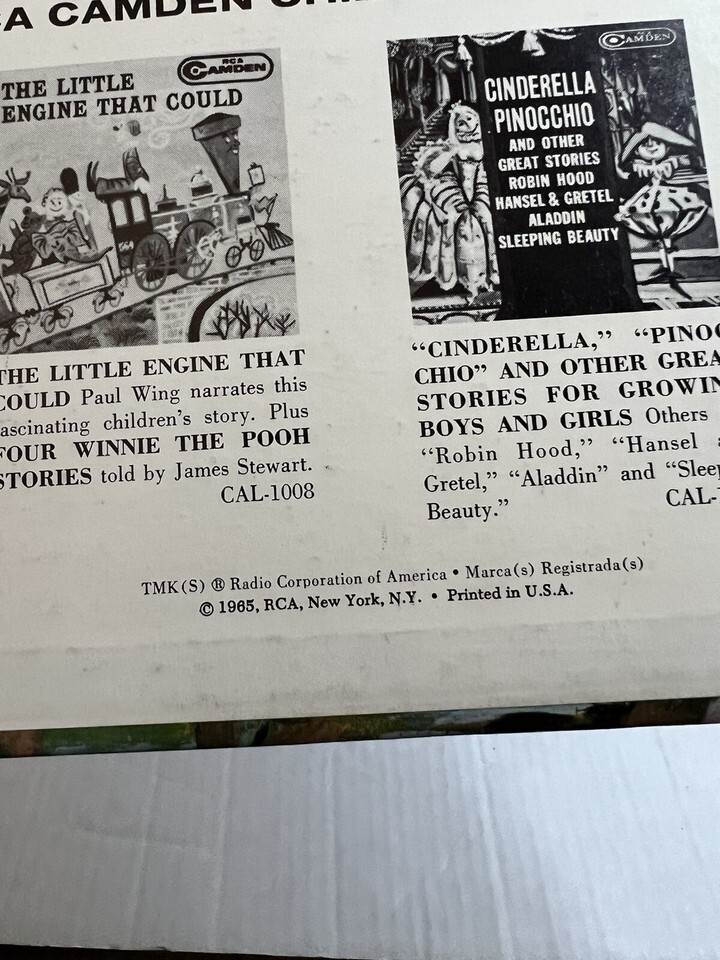 CA CAMDEN
RCA
CAMDEN
THE LITTLE
ENGINE THAT COULD
THE LITTLE ENGINE THAT
COULD Paul Wing narrates this
fascinating children's story. Plus
FOUR WINNIE THE POOH
STORIES told by James Stewart.
CAL-1008
CAMDEN
CINDERELLA
PINOCCHIO
AND OTHER
GREAT STORIES
ROBIN HOOD
HANSEL & GRETEL
ALADDIN
SLEEPING BEAUTY
“CINDERELLA,” “PINOC
CHIO” AND OTHER GREA
STORIES FOR GROWIN
BOYS AND GIRLS Others
“Robin Hood,” “Hansel a
Gretel,” “Aladdin” and “Sleep
Beauty.” CAL-
TMK(S) ® Radio Corporation of America • Marca(s) Registrada(s)
© 1965, RCA, New York, N.Y. • Printed in U.S.A.